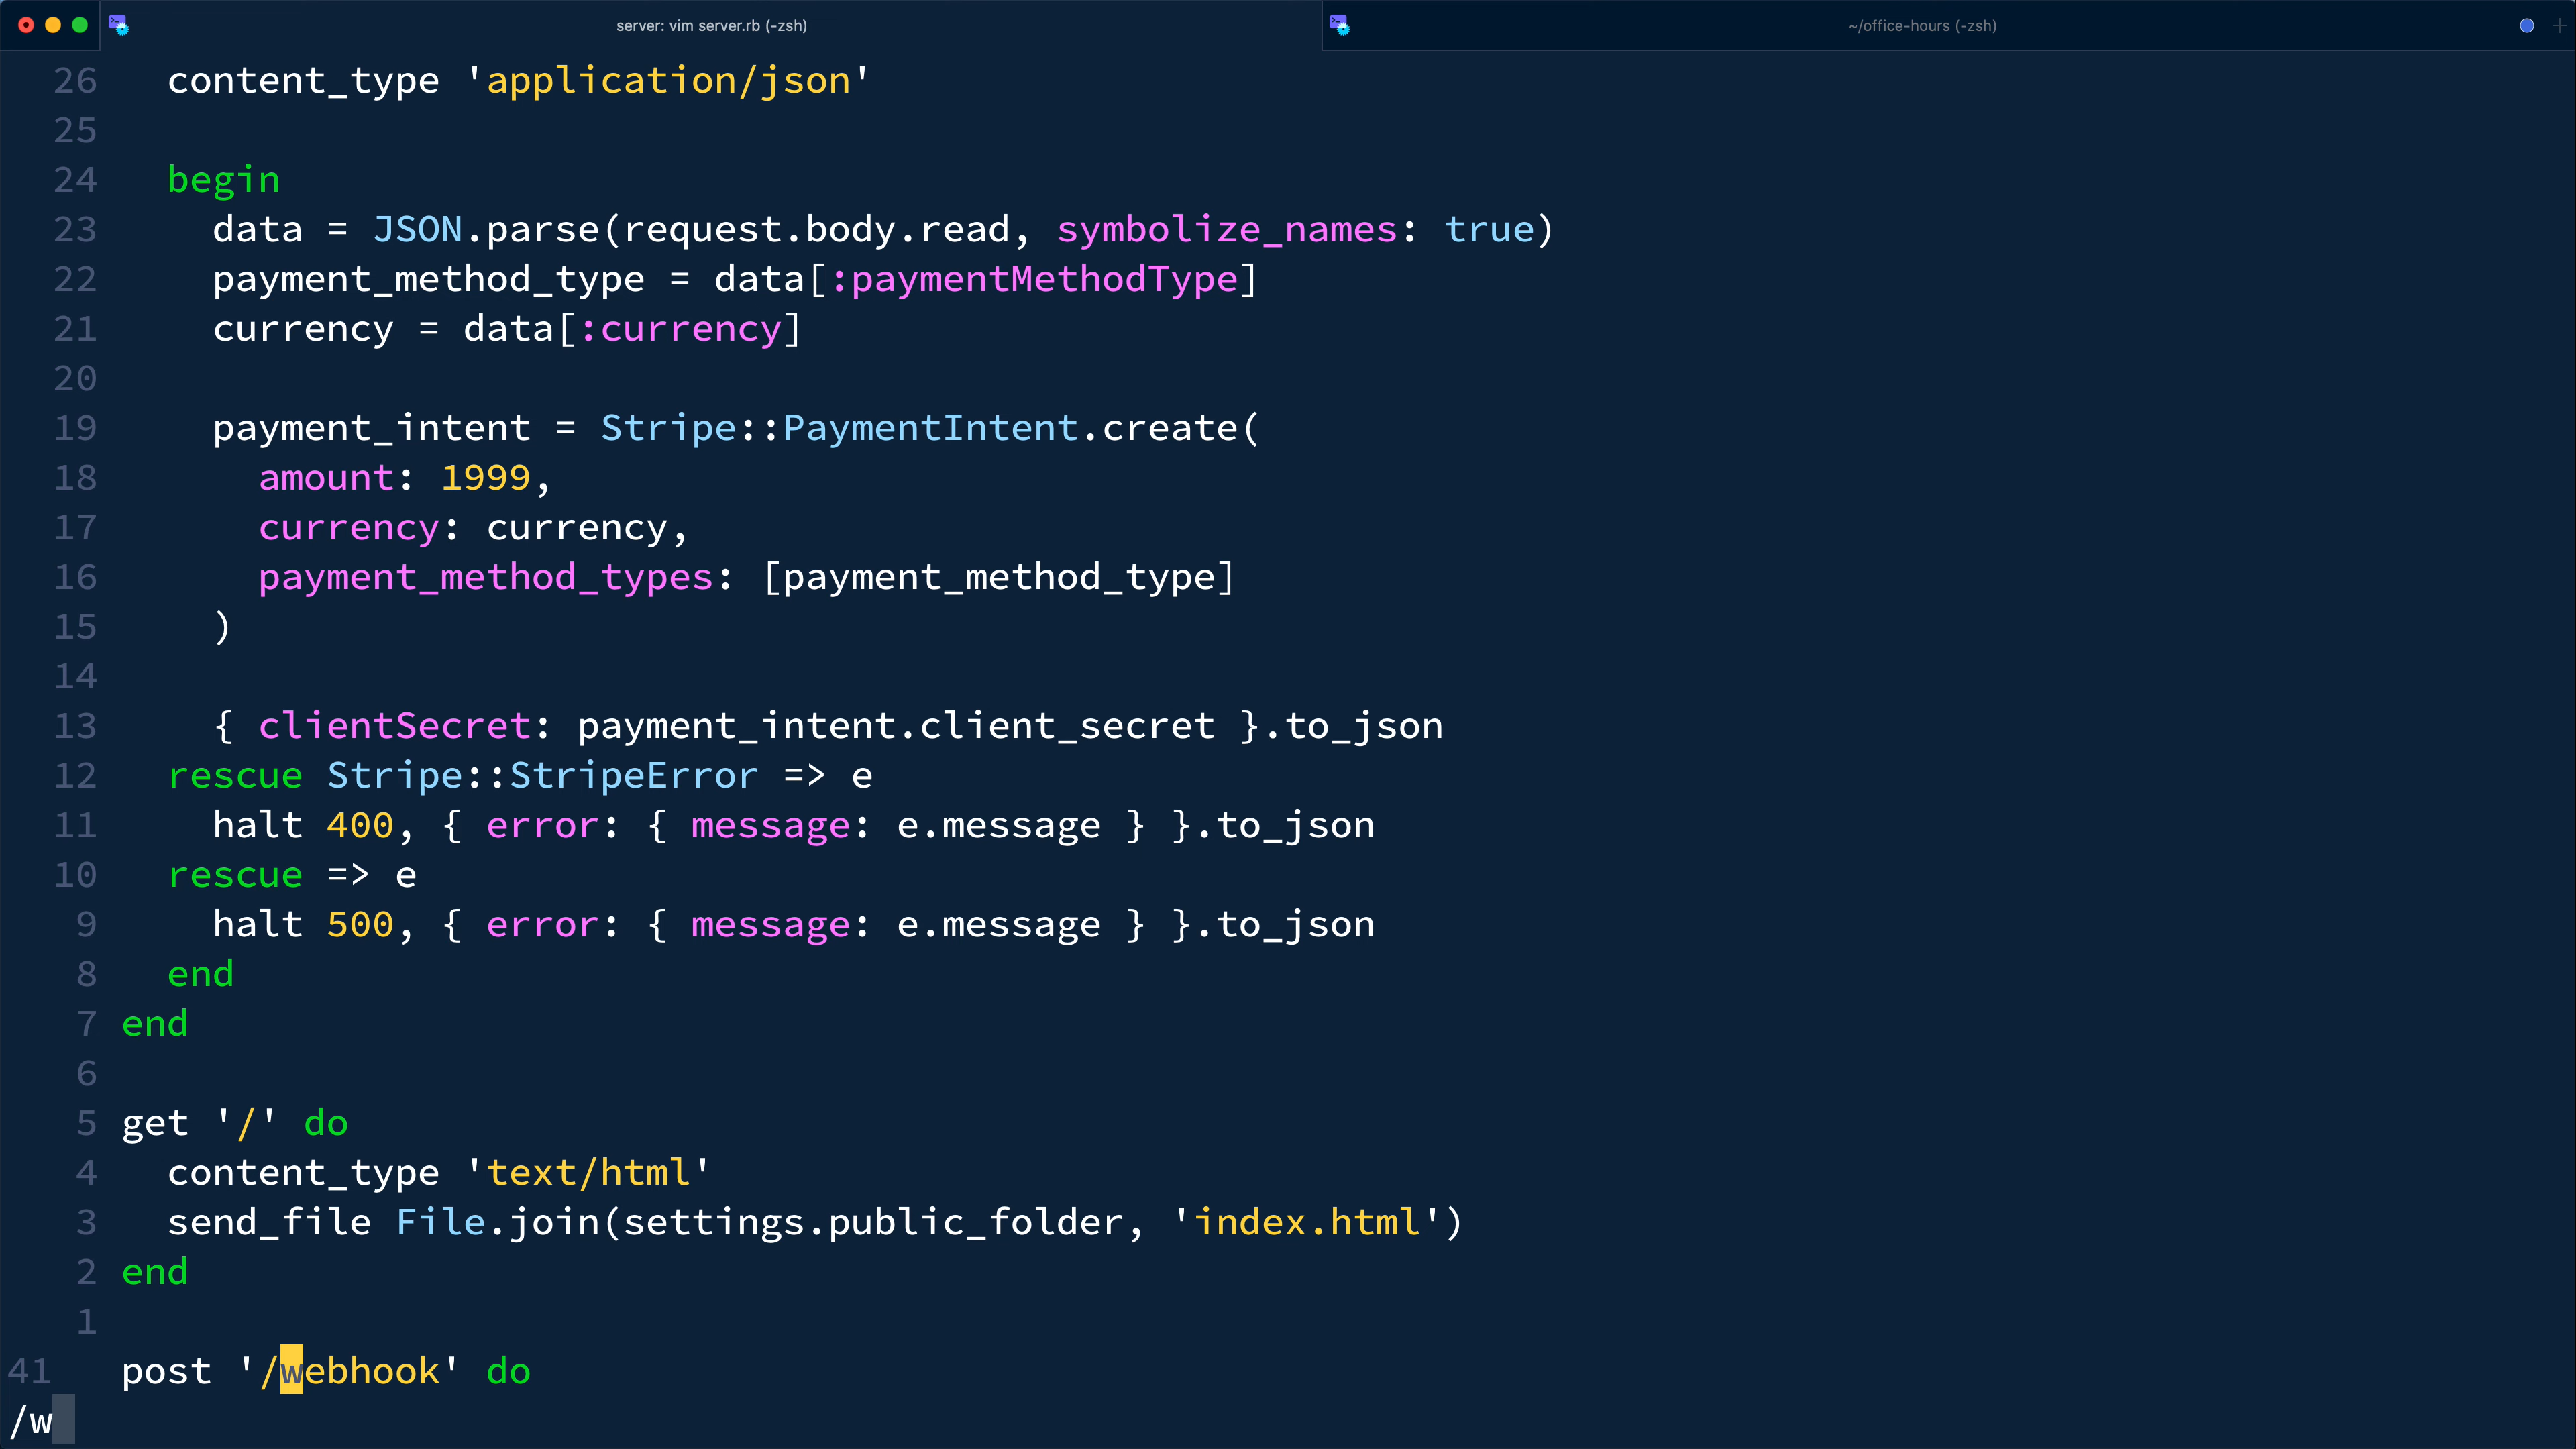 server: vim server.rb (-zsh)
~/office-hours (-zsh)
26 content_type 'application/json'
25
24 begin
23 data = JSON.parse(request.body.read, symbolize_names: true)
22 payment_method_type = data[:paymentMethodType]
21 currency = data[:currency]
20
19 payment_intent = Stripe::PaymentIntent.create(
18 amount: 1999,
17 currency: currency,
16 payment_method_types: [payment_method_type]
15 )
14
13 { clientSecret: payment_intent.client_secret }.to_json
12 rescue Stripe::StripeError => e
11 halt 400, { error: { message: e.message } }.to_json
10 rescue => e
9 halt 500, { error: { message: e.message } }.to_json
8 end
7 end
6
5 get '/' do
4 content_type 'text/html'
3 send_file File.join(settings.public_folder, 'index.html')
2 end
1
41 post '/webhook' do
/w